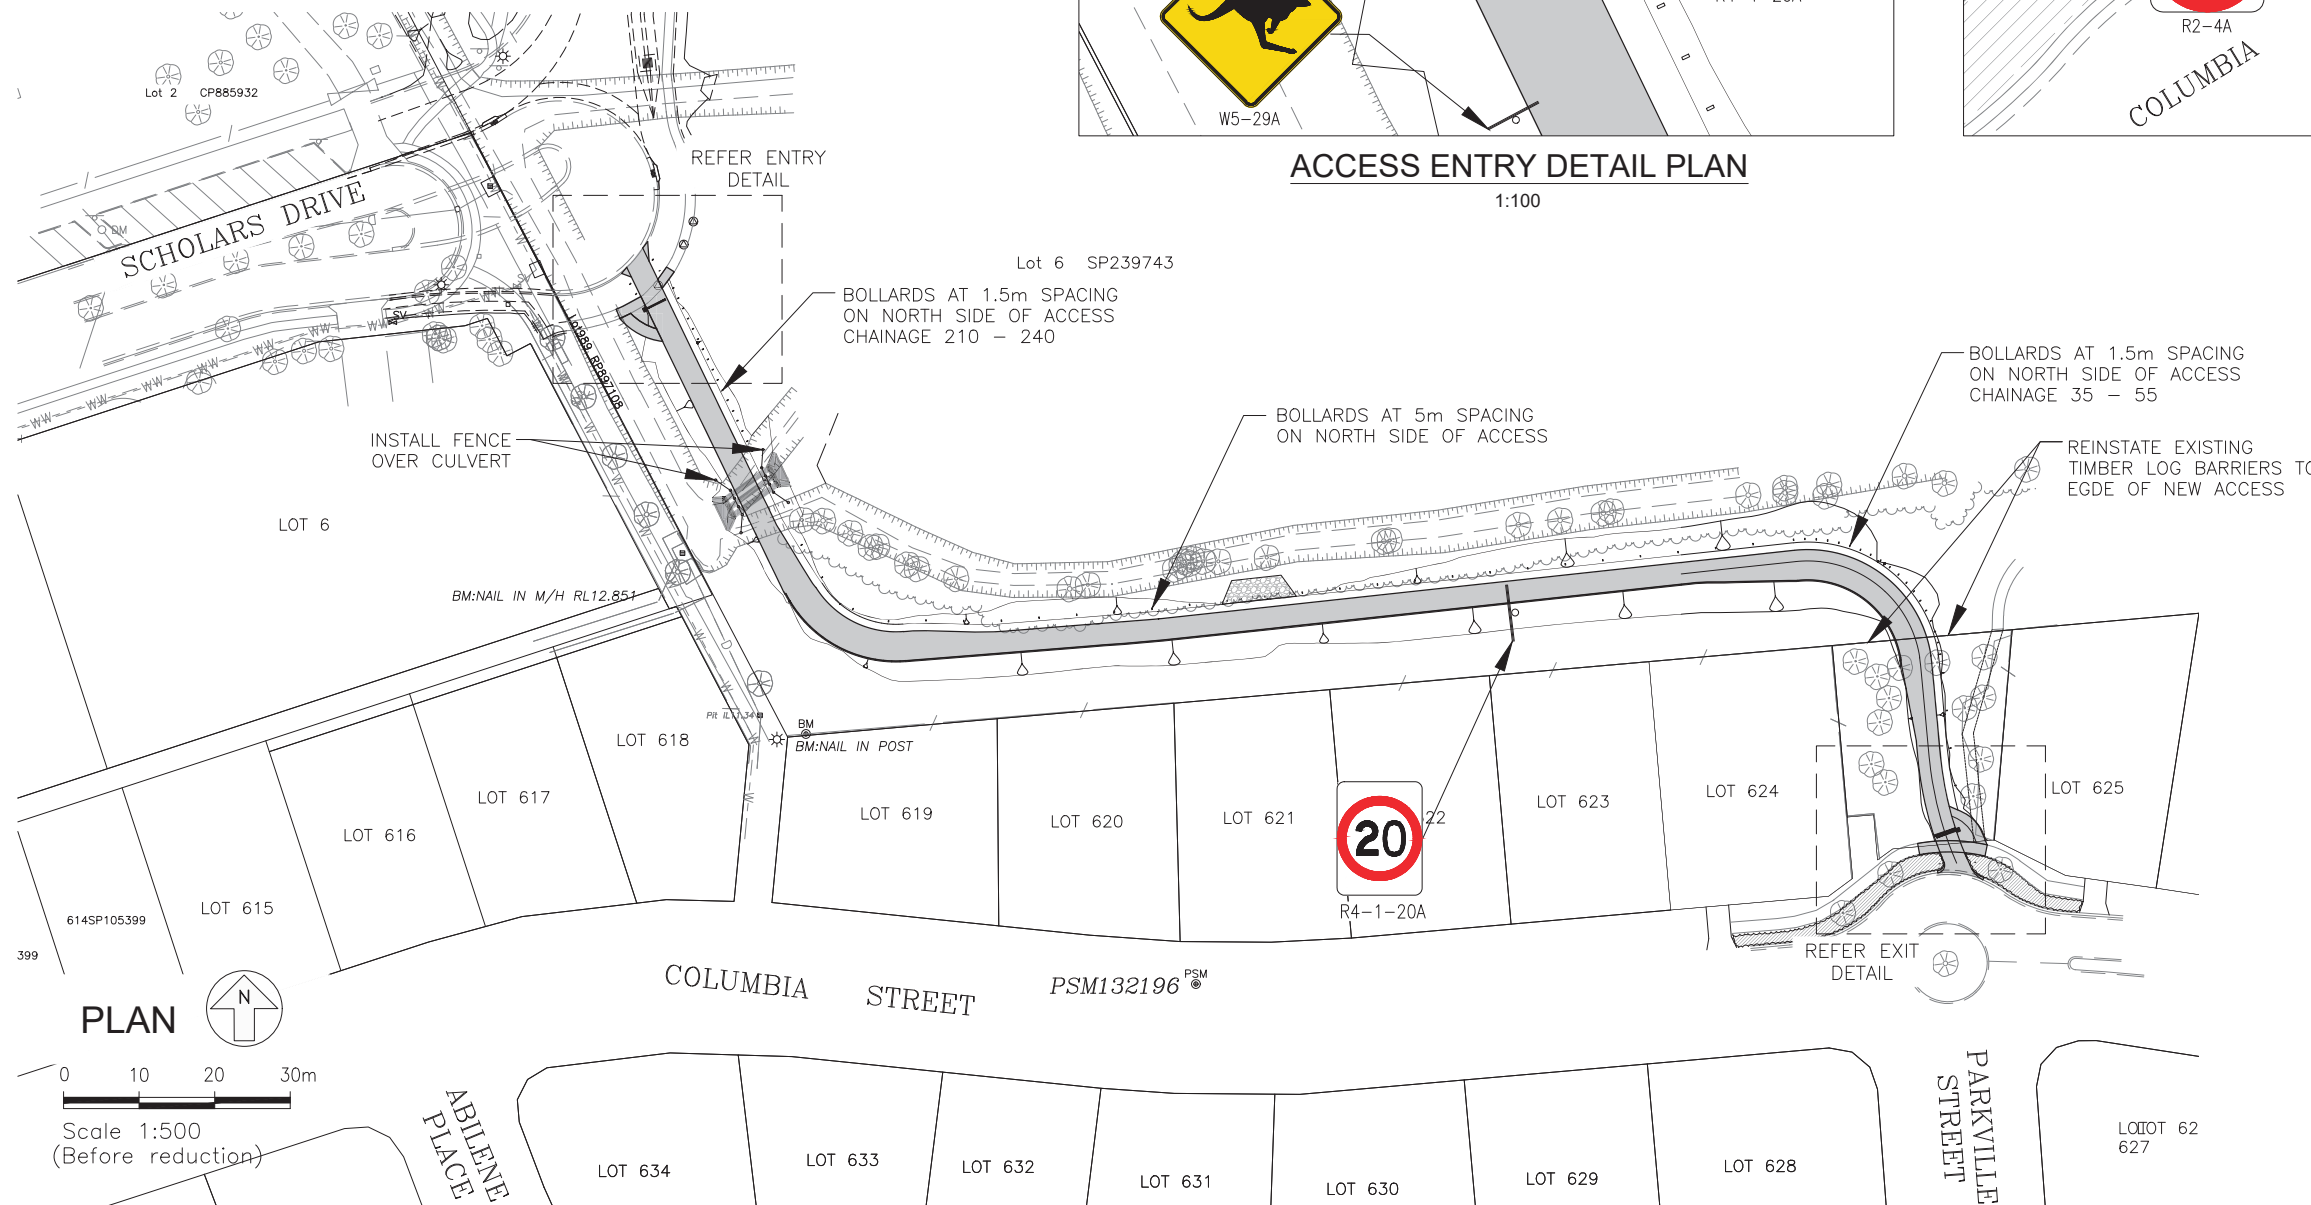 R2-4A
COLUMBIA
W5-29A
ACCESS ENTRY DETAIL PLAN
1:100
Lot 2 CP885932
REFER ENTRY
DETAIL
SCHOLARS DRIVE
DM
Lot 6 SP239743
BOLLARDS AT 1.5m SPACING
ON NORTH SIDE OF ACCESS
CHAINAGE 210 - 240
SV
Lot989 RP897108
BOLLARDS AT 1.5m SPACING
ON NORTH SIDE OF ACCESS
CHAINAGE 35 - 55
BOLLARDS AT 5m SPACING
ON NORTH SIDE OF ACCESS
INSTALL FENCE
OVER CULVERT
REINSTATE EXISTING
TIMBER LOG BARRIERS TO
EGDE OF NEW ACCESS
LOT 6
BM:NAIL IN M/H RL12.851
BM
BM:NAIL IN POST
LOT 618
LOT 617
LOT 616
LOT 615
614SP105399
399
LOT 619
LOT 620
LOT 621
22
20
R4-1-20A
LOT 623
LOT 624
LOT 625
REFER EXIT
DETAIL
COLUMBIA STREET
PSM132196
PSM
PLAN
N
0 10 20 30m
Scale 1:500
(Before reduction)
ABILENE
PLACE
PARKVILLE
STREET
LOT 634
LOT 633
LOT 632
LOT 631
LOT 630
LOT 629
LOT 628
627